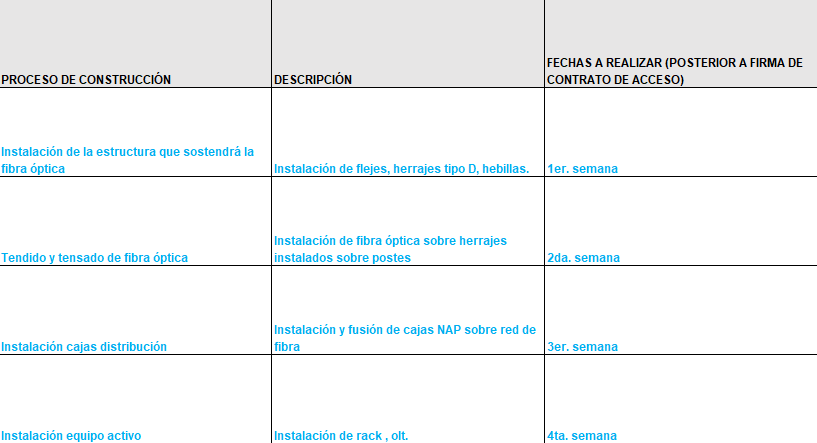 PROCESO DE CONSTRUCCIÓN
DESCRIPCIÓN
FECHAS A REALIZAR (POSTERIOR A FIRMA DE
CONTRATO DE ACCESO)
Instalación de la estructura que sostendrá la
fibra óptica
Instalación de flejes, herrajes tipo D, hebillas.
1er. semana
Tendido y tensado de fibra óptica
Instalación de fibra óptica sobre herrajes
instalados sobre postes
2da. semana
Instalación cajas distribución
Instalación y fusión de cajas NAP sobre red de
fibra
3er. semana
Instalación equipo activo
Instalación de rack , olt.
4ta. semana